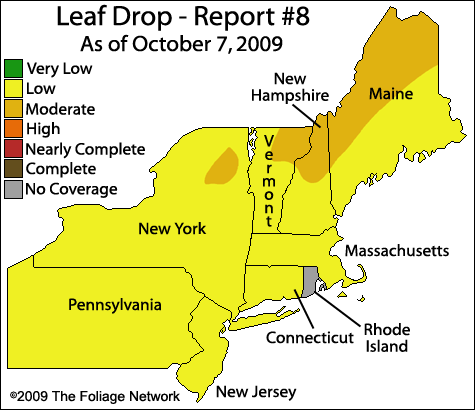 Leaf Drop - Report #8
As of October 7, 2009
Very Low
Low
Moderate
High
Nearly Complete
Complete
No Coverage
New
Hampshire
Maine
Vermont
New York
Massachusetts
Pennsylvania
Connecticut
Rhode
Island
New Jersey
©2009 The Foliage Network